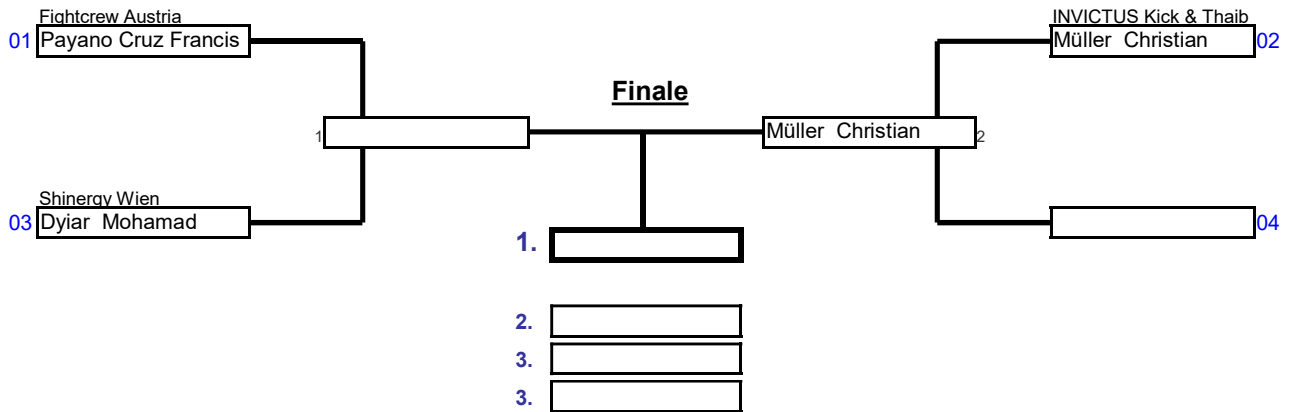 Fightcrew Austria
01 Payano Cruz Francis
INVICTUS Kick & Thaib
Müller Christian 02
Finale
1
Müller Christian 2
Shinergy Wien
03 Dyiar Mohamad
04
1.
2.
3.
3.